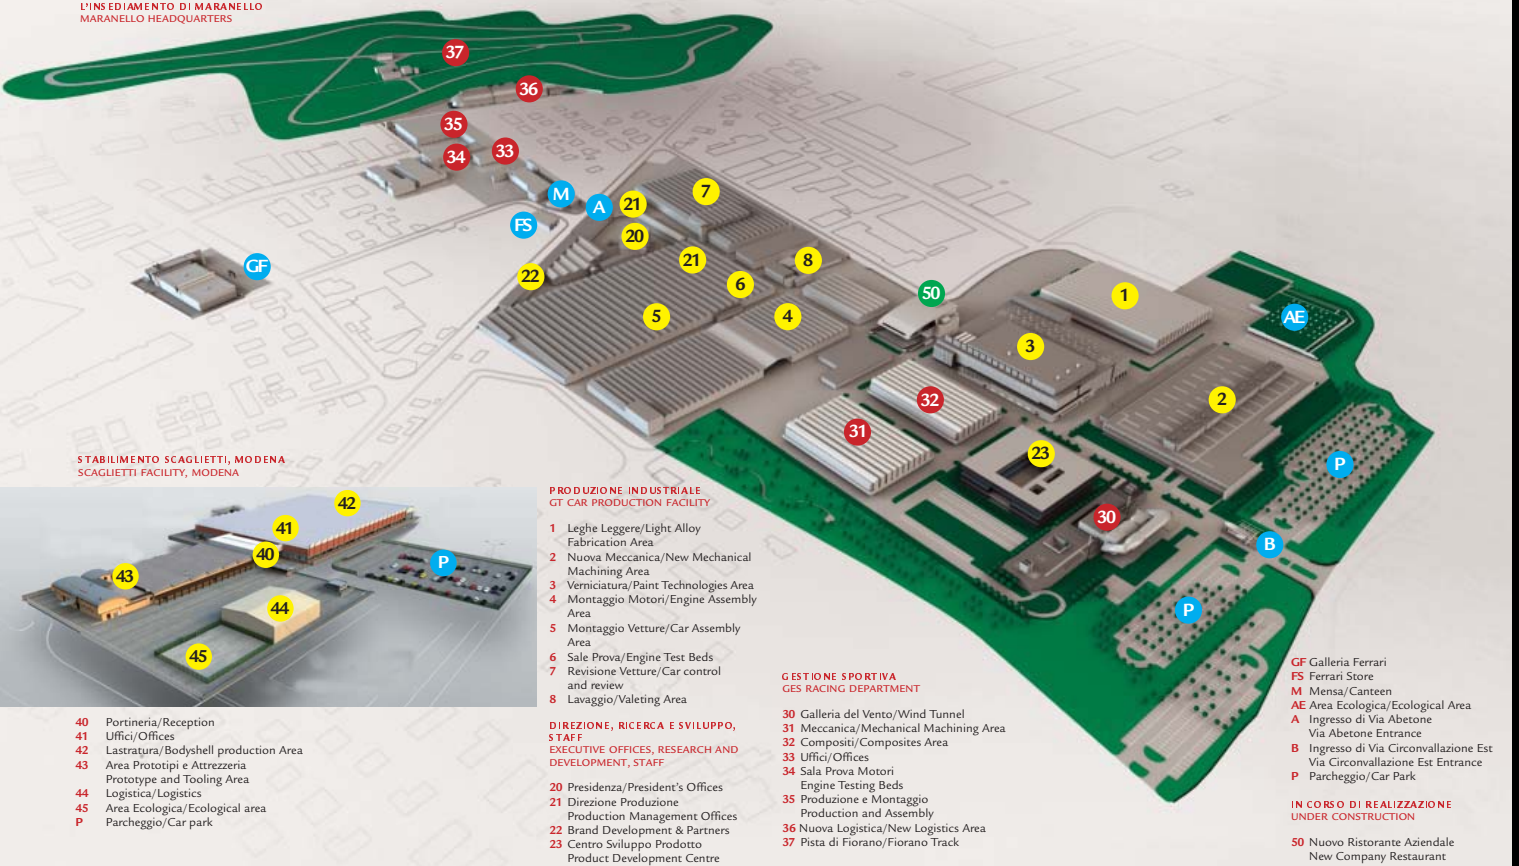 L'INSEDIAMENTO DI MARANELLO
MARANELLO HEADQUARTERS
37
36
35
34
33
M
A
21
7
FS
20
GF
22
21
8
6
5
4
50
1
AE
3
32
2
31
23
P
30
B
P
STABILIMENTO SCAGLIETTI, MODENA
SCAGLIETTI FACILITY, MODENA
42
41
40
P
43
44
45
40 Portineria/Reception
41 Uffici/Offices
42 Lastratura/Bodyshell production Area
43 Area Prototipi e Attrezzeria
Prototype and Tooling Area
44 Logistica/Logistics
45 Area Ecologica/Ecological area
P Parcheggio/Car park
PRODUZIONE INDUSTRIALE
GT CAR PRODUCTION FACILITY
1 Leghe Leggere/Light Alloy
Fabrication Area
2 Nuova Meccanica/New Mechanical
Machining Area
3 Verniciatura/Paint Technologies Area
4 Montaggio Motori/Engine Assembly
Area
5 Montaggio Vetture/Car Assembly
Area
6 Sale Prova/Engine Test Beds
7 Revisione Vetture/Car control
and review
8 Lavaggio/Valeting Area
DIREZIONE, RICERCA E SVILUPPO,
STAFF
EXECUTIVE OFFICES, RESEARCH AND
DEVELOPMENT, STAFF
20 Presidenza/President's Offices
21 Direzione Produzione
Production Management Offices
22 Brand Development & Partners
23 Centro Sviluppo Prodotto
Product Development Centre
GESTIONE SPORTIVA
GES RACING DEPARTMENT
30 Galleria del Vento/Wind Tunnel
31 Meccanica/Mechanical Machining Area
32 Compositi/Composites Area
33 Uffici/Offices
34 Sala Prova Motori
Engine Testing Beds
35 Produzione e Montaggio
Production and Assembly
36 Nuova Logistica/New Logistics Area
37 Pista di Fiorano/Fiorano Track
GF Galleria Ferrari
FS Ferrari Store
M Mensa/Canteen
AE Area Ecologica/Ecological Area
A Ingresso di Via Abetone
Via Abetone Entrance
B Ingresso di Via Circonvallazione Est
Via Circonvallazione Est Entrance
P Parcheggio/Car Park
IN CORSO DI REALIZZAZIONE
UNDER CONSTRUCTION
50 Nuovo Ristorante Aziendale
New Company Restaurant